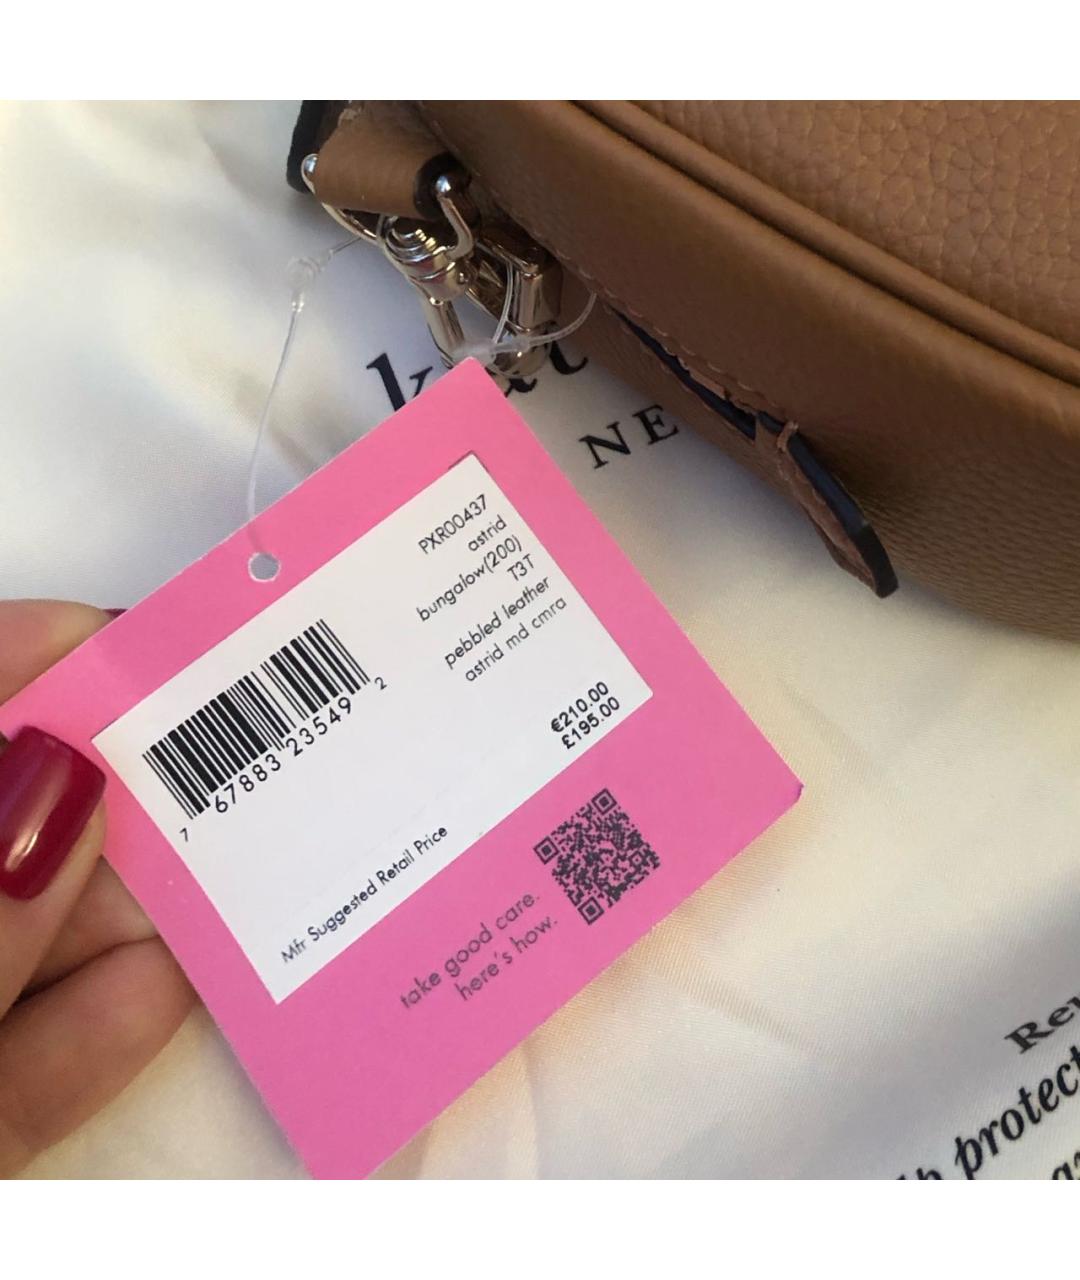 NE
PXR00437
astrid
bungalow(200)
T3T
pebbled leather
astrid md cmra
€210.00
£195.00
7 67883 23549 2
Mfr Suggested Retail Price
take good care.
here's how.
protect